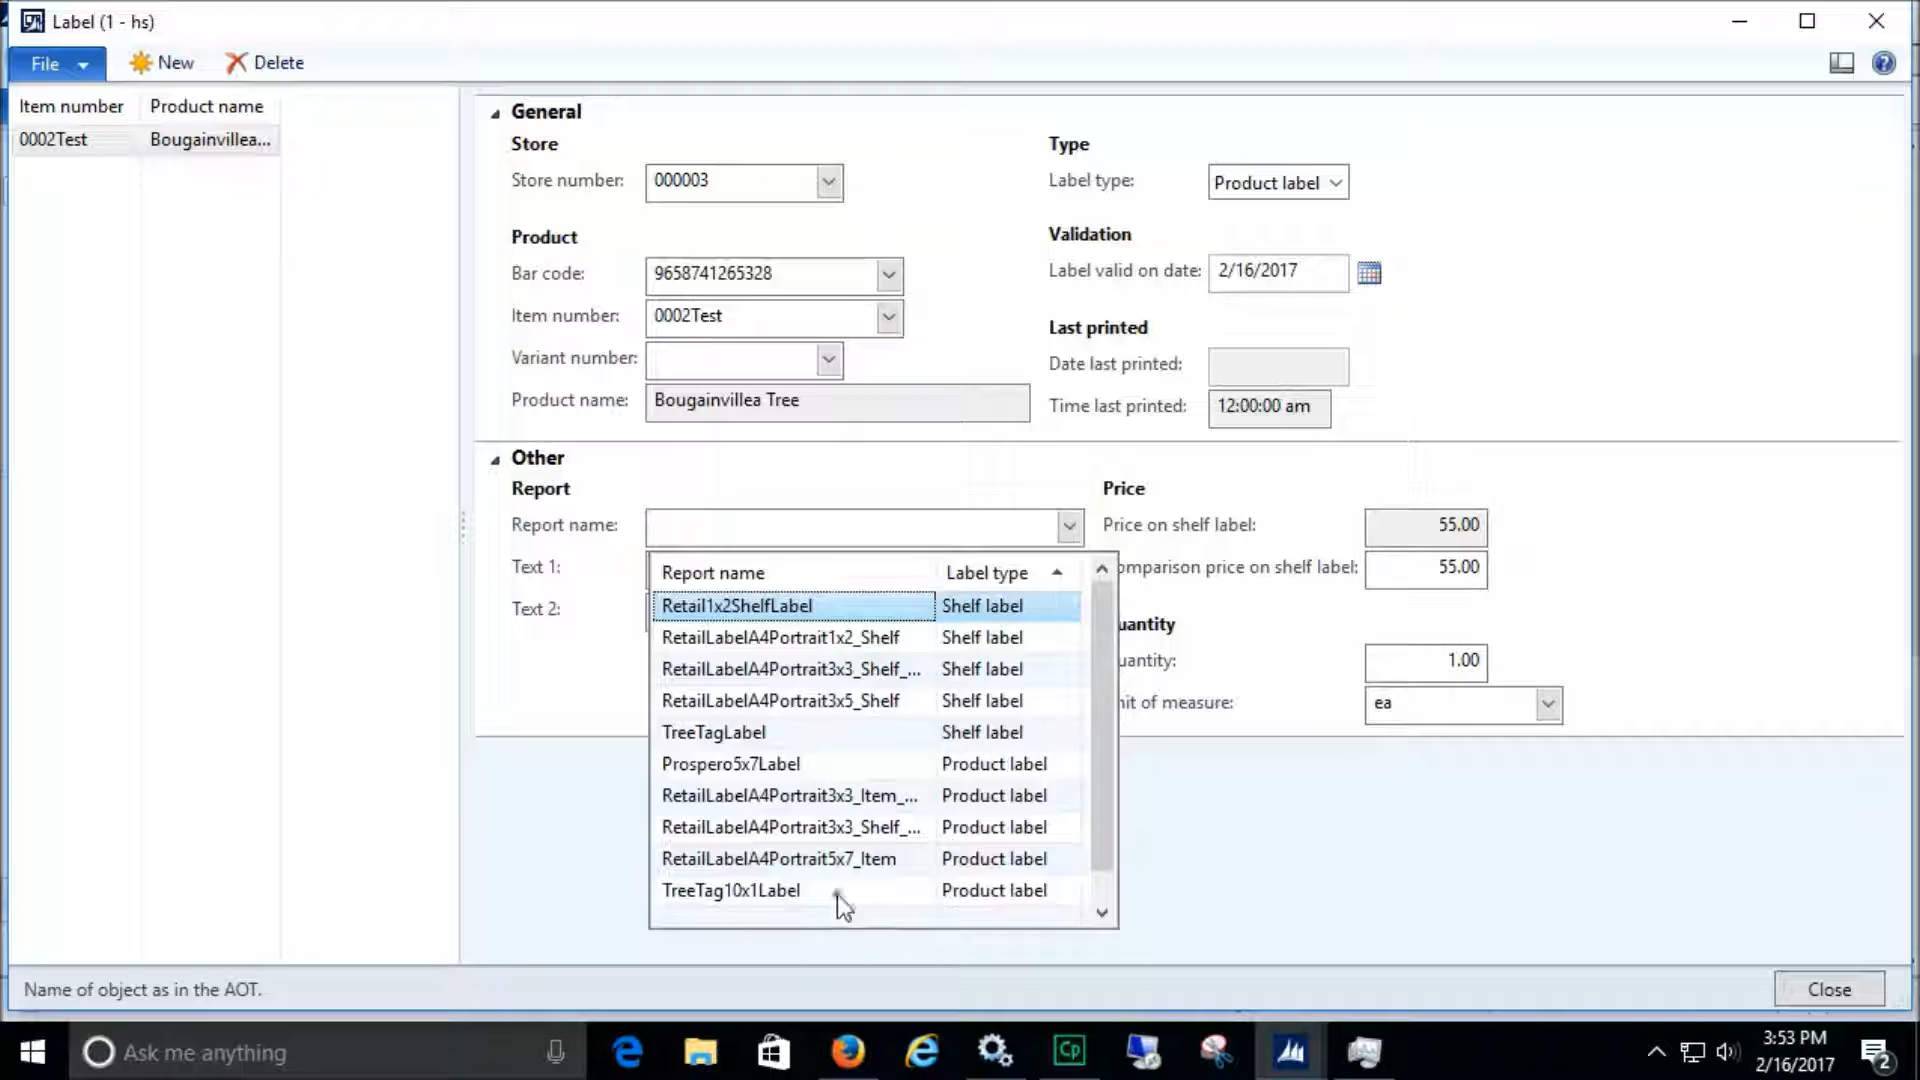 Label (1 - hs)
File New Delete
Item number Product name
0002Test Bougainvillea...
General
Store Type
Store number: 000003 Label type: Product label
Product Validation
Bar code: 9658741265328 Label valid on date: 2/16/2017
Item number: 0002Test
Last printed
Variant number: Date last printed:
Product name: Bougainvillea Tree Time last printed: 12:00:00 am
Other
Report Price
Report name: Price on shelf label: 55.00
Text 1: omparison price on shelf label: 55.00
Text 2:
uantity
uantity: 1.00
nit of measure: ea
Report name Label type
Retail1x2ShelfLabel Shelf label
RetailLabelA4Portrait1x2_Shelf Shelf label
RetailLabelA4Portrait3x3_Shelf_... Shelf label
RetailLabelA4Portrait3x5_Shelf Shelf label
TreeTagLabel Shelf label
Prospero5x7Label Product label
RetailLabelA4Portrait3x3_Item_... Product label
RetailLabelA4Portrait3x3_Shelf_... Product label
RetailLabelA4Portrait5x7_Item Product label
TreeTag10x1Label Product label
Name of object as in the AOT. Close
Ask me anything Cp 3:53 PM
2/16/2017 2